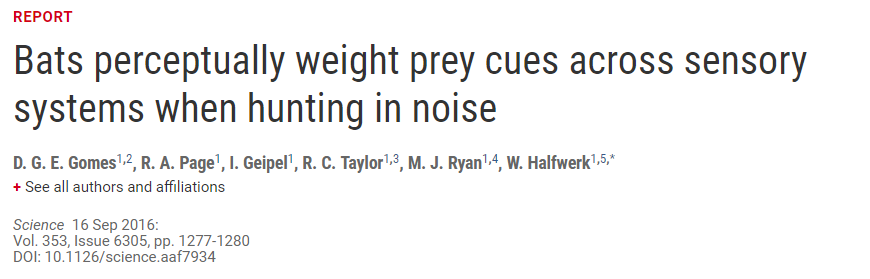 REPORT
Bats perceptually weight prey cues across sensory
systems when hunting in noise
D. G. E. Gomes1,2, R. A. Page1, I. Geipel1, R. C. Taylor1,3, M. J. Ryan1,4, W. Halfwerk1,5,*
+ See all authors and affiliations
Science 16 Sep 2016:
Vol. 353, Issue 6305, pp. 1277-1280
DOI: 10.1126/science.aaf7934